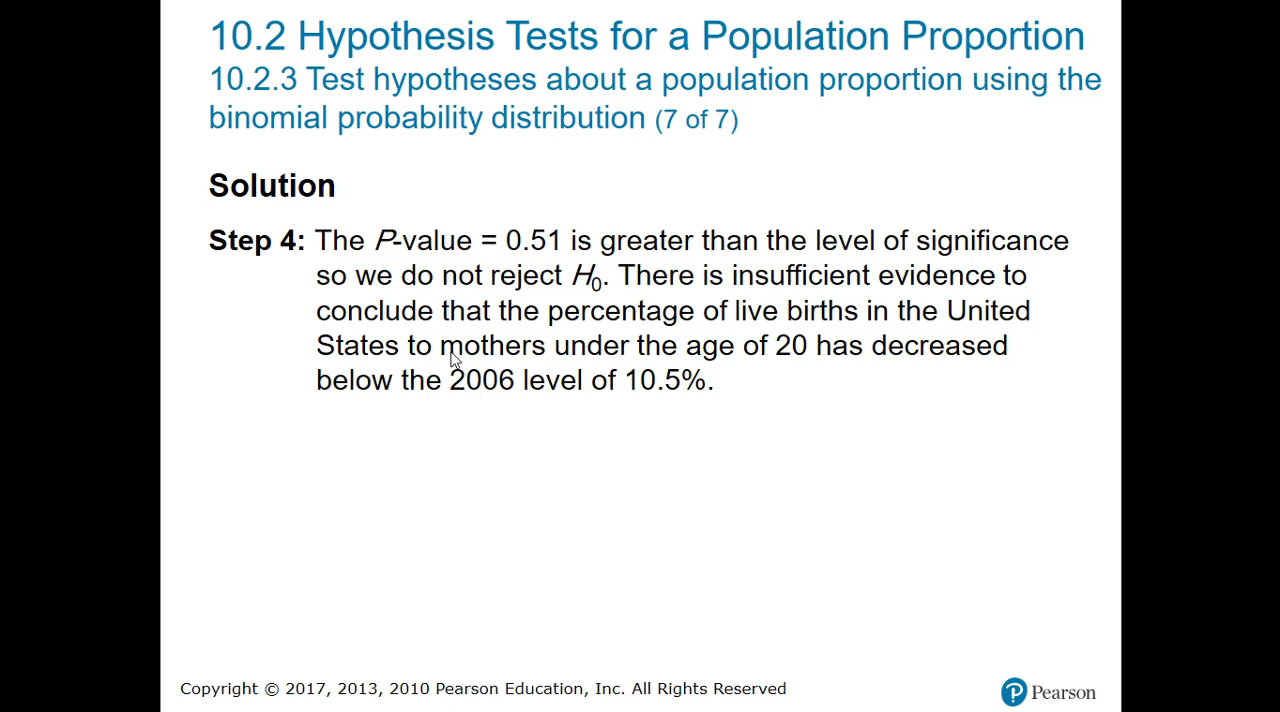 10.2 Hypothesis Tests for a Population Proportion
10.2.3 Test hypotheses about a population proportion using the
binomial probability distribution (7 of 7)
Solution
Step 4: The P-value = 0.51 is greater than the level of significance
so we do not reject H₀. There is insufficient evidence to
conclude that the percentage of live births in the United
States to mothers under the age of 20 has decreased
below the 2006 level of 10.5%.
Copyright © 2017, 2013, 2010 Pearson Education, Inc. All Rights Reserved
P Pearson